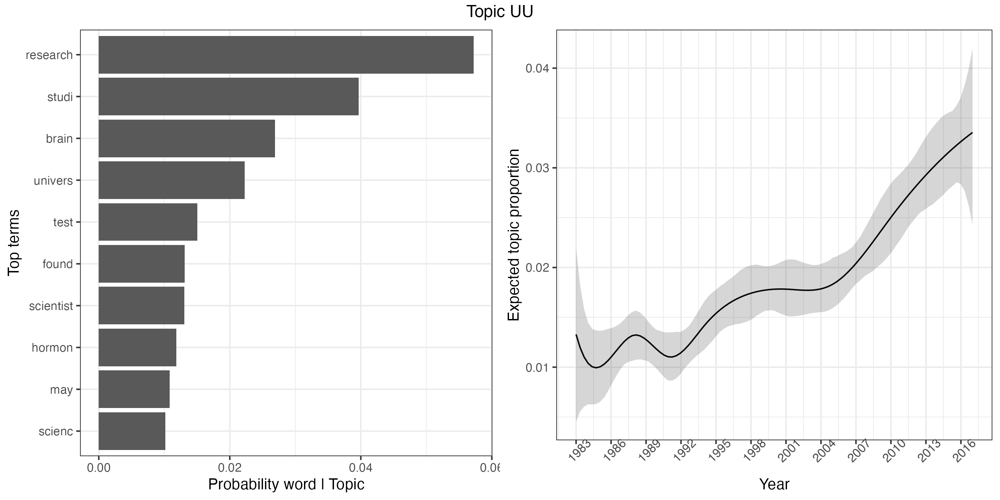 Topic UU
Top terms
research
studi
brain
univers
test
found
scientist
hormon
may
scienc
0.00 0.02 0.04 0.06
Probability word | Topic
Expected topic proportion
0.04
0.03
0.02
0.01
1983 1986 1989 1992 1995 1998 2001 2004 2007 2010 2013 2016
Year